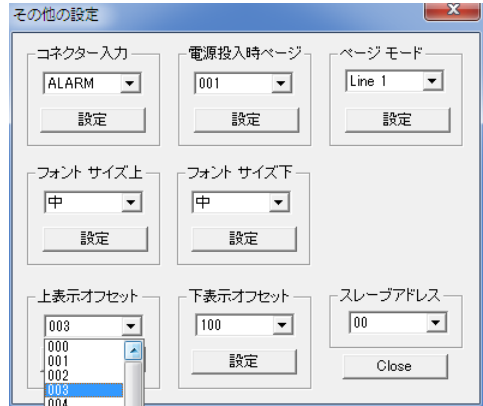 その他の設定
コネクター入力
ALARM
設定
電源投入時ページ
001
設定
ページ モード
Line 1
設定
フォント サイズ上
中
設定
フォント サイズ下
中
設定
上表示オフセット
003
000
001
002
003
004
下表示オフセット
100
設定
スレーブアドレス
00
Close